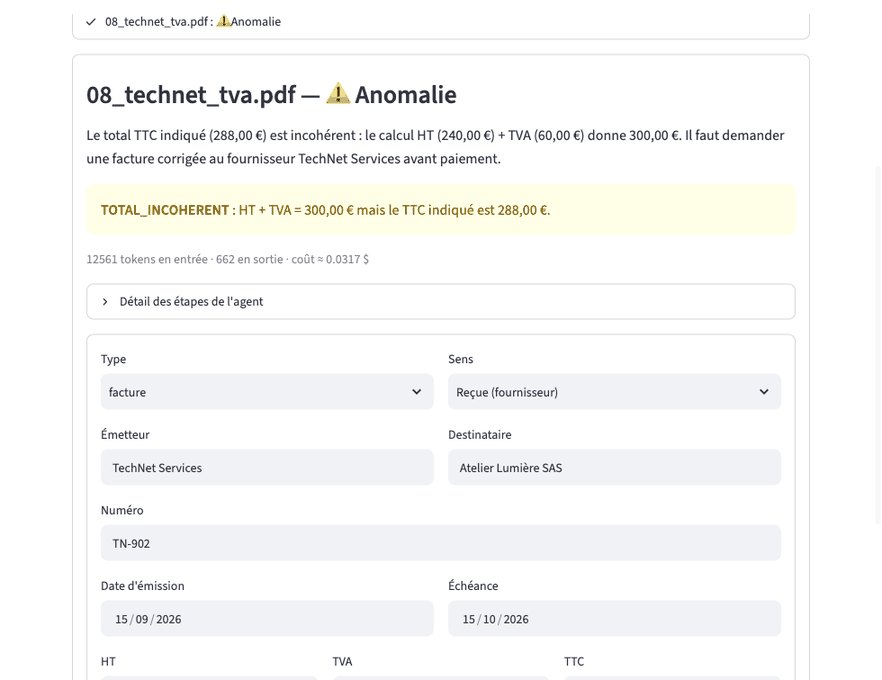 08_technet_tva.pdf : ⚠️Anomalie
08_technet_tva.pdf — ⚠️ Anomalie
Le total TTC indiqué (288,00 €) est incohérent : le calcul HT (240,00 €) + TVA (60,00 €) donne 300,00 €. Il faut demander
une facture corrigée au fournisseur TechNet Services avant paiement.
TOTAL_INCOHERENT : HT + TVA = 300,00 € mais le TTC indiqué est 288,00 €.
12561 tokens en entrée · 662 en sortie · coût ≈ 0.0317 $
Détail des étapes de l'agent
Type
Sens
facture
Reçue (fournisseur)
Émetteur
Destinataire
TechNet Services
Atelier Lumière SAS
Numéro
TN-902
Date d'émission
Échéance
15/09/2026
15/10/2026
HT
TVA
TTC